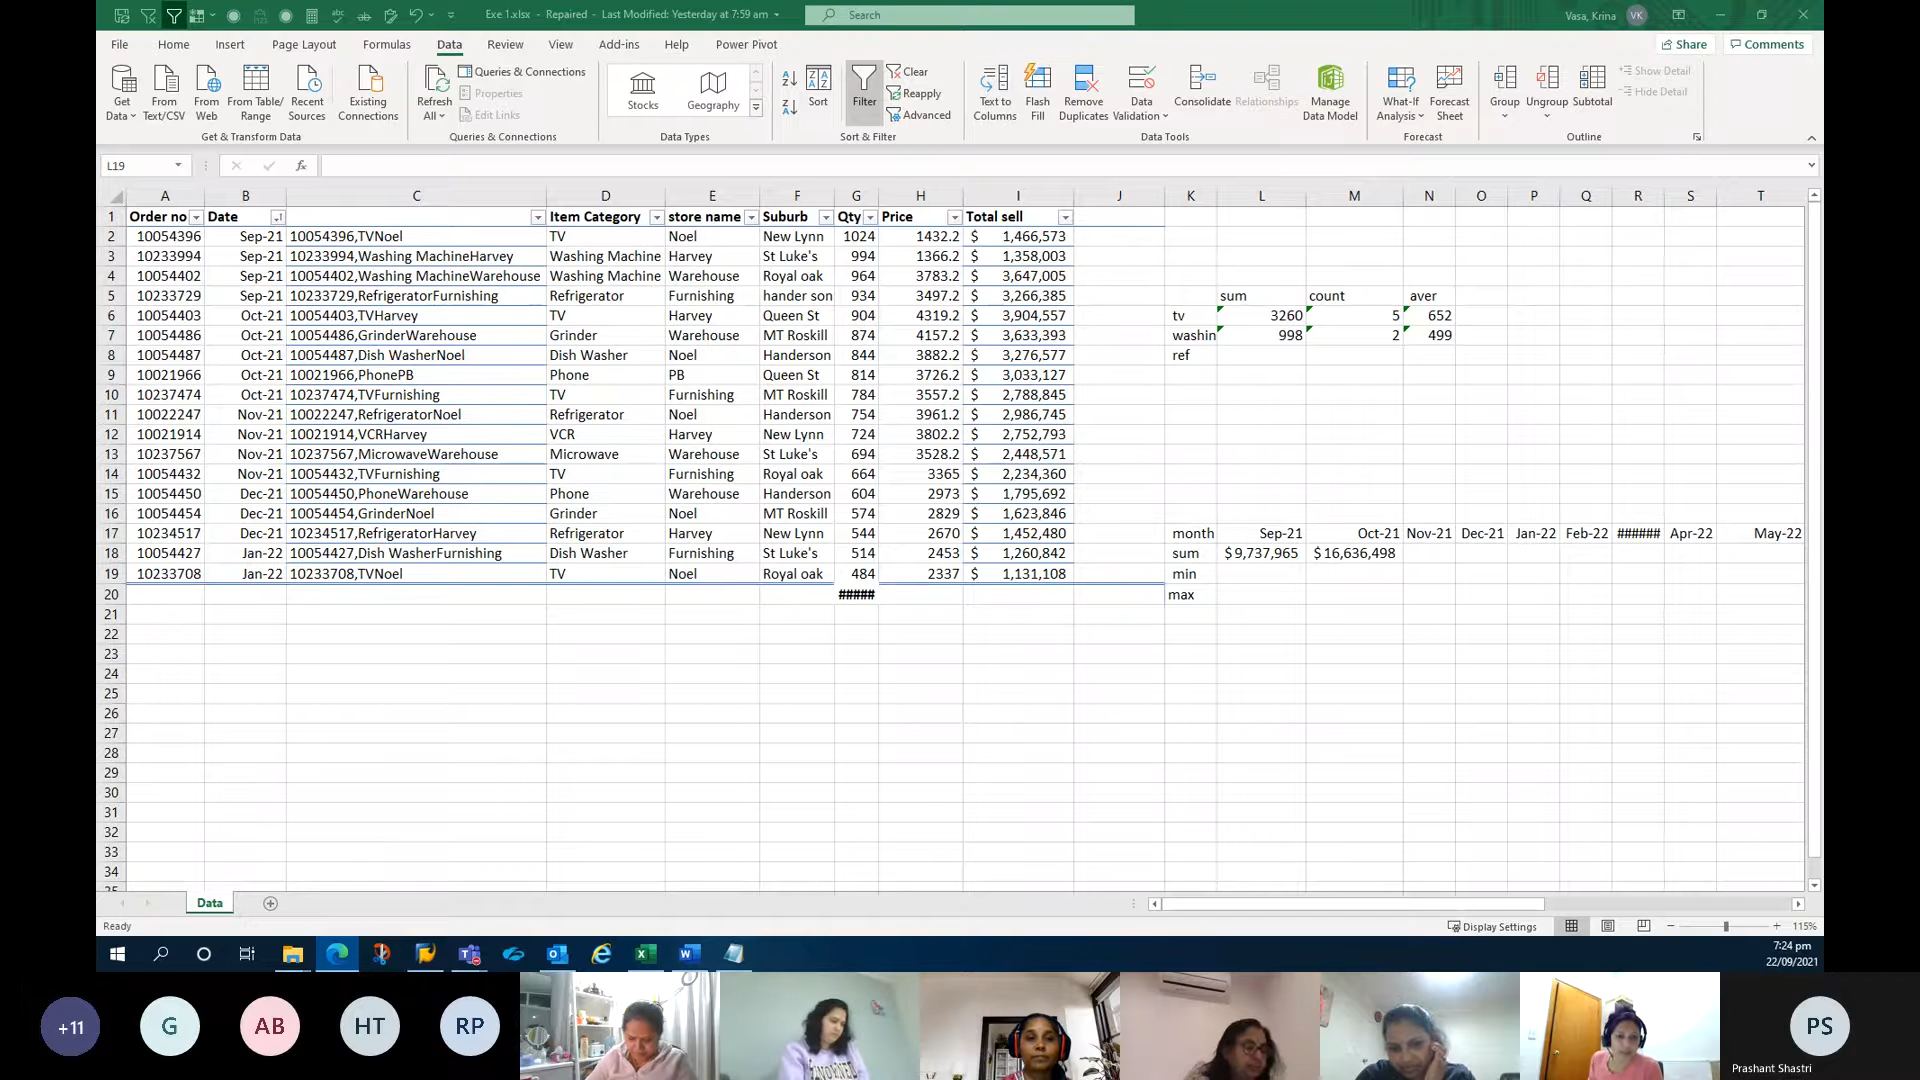 Exe 1.xlsx - Repaired - Last Modified: Yesterday at 7:59 am
Search
Vasa, Krina
VK
File Home Insert Page Layout Formulas Data Review View Add-ins Help Power Pivot
Share
Comments
Get Data
From Text/CSV
From Web
From Table/ Range
Recent Sources
Existing Connections
Get & Transform Data
Refresh All
Queries & Connections
Properties
Edit Links
Queries & Connections
Stocks
Geography
Data Types
Sort
Filter
Clear
Reapply
Advanced
Sort & Filter
Text to Columns
Flash Fill
Remove Duplicates
Data Validation
Consolidate
Relationships
Manage Data Model
Data Tools
What-If Analysis
Forecast Sheet
Forecast
Group
Ungroup
Subtotal
Show Detail
Hide Detail
Outline
L19
fx
A B C D E F G H I J K L M N O P Q R S T
1 Order no Date Item Category store name Suburb Qty Price Total sell
2 10054396 Sep-21 10054396,TVNoel TV Noel New Lynn 1024 1432.2 $ 1,466,573
3 10233994 Sep-21 10233994,Washing MachineHarvey Washing Machine Harvey St Luke's 994 1366.2 $ 1,358,003
4 10054402 Sep-21 10054402,Washing MachineWarehouse Washing Machine Warehouse Royal oak 964 3783.2 $ 3,647,005
5 10233729 Sep-21 10233729,RefrigeratorFurnishing Refrigerator Furnishing hander son 934 3497.2 $ 3,266,385 sum count aver
6 10054403 Oct-21 10054403,TVHarvey TV Harvey Queen St 904 4319.2 $ 3,904,557 tv 3260 5 652
7 10054486 Oct-21 10054486,GrinderWarehouse Grinder Warehouse MT Roskill 874 4157.2 $ 3,633,393 washin 998 2 499
8 10054487 Oct-21 10054487,Dish WasherNoel Dish Washer Noel Handerson 844 3882.2 $ 3,276,577 ref
9 10021966 Oct-21 10021966,PhonePB Phone PB Queen St 814 3726.2 $ 3,033,127
10 10237474 Oct-21 10237474,TVFurnishing TV Furnishing MT Roskill 784 3557.2 $ 2,788,845
11 10022247 Nov-21 10022247,RefrigeratorNoel Refrigerator Noel Handerson 754 3961.2 $ 2,986,745
12 10021914 Nov-21 10021914,VCRHarvey VCR Harvey New Lynn 724 3802.2 $ 2,752,793
13 10237567 Nov-21 10237567,MicrowaveWarehouse Microwave Warehouse St Luke's 694 3528.2 $ 2,448,571
14 10054432 Nov-21 10054432,TVFurnishing TV Furnishing Royal oak 664 3365 $ 2,234,360
15 10054450 Dec-21 10054450,PhoneWarehouse Phone Warehouse Handerson 604 2973 $ 1,795,692
16 10054454 Dec-21 10054454,GrinderNoel Grinder Noel MT Roskill 574 2829 $ 1,623,846
17 10234517 Dec-21 10234517,RefrigeratorHarvey Refrigerator Harvey New Lynn 544 2670 $ 1,452,480 month Sep-21 Oct-21 Nov-21 Dec-21 Jan-22 Feb-22 ###### Apr-22 May-22
18 10054427 Jan-22 10054427,Dish WasherFurnishing Dish Washer Furnishing St Luke's 514 2453 $ 1,260,842 sum $ 9,737,965 $ 16,636,498
19 10233708 Jan-22 10233708,TVNoel TV Noel Royal oak 484 2337 $ 1,131,108 min
20 ##### max
21
22
23
24
25
26
27
28
29
30
31
32
33
34
35
Data
Ready
Display Settings
115%
7:24 pm
22/09/2021
+11 G AB HT RP PS
Prashant Shastri